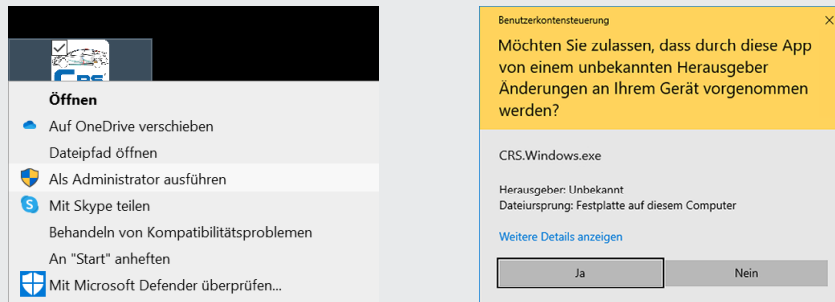 CRS
Öffnen
Auf OneDrive verschieben
Dateipfad öffnen
Als Administrator ausführen
Mit Skype teilen
Behandeln von Kompatibilitätsproblemen
An "Start" anheften
Mit Microsoft Defender überprüfen...
Benutzerkontensteuerung
Möchten Sie zulassen, dass durch diese App
von einem unbekannten Herausgeber
Änderungen an Ihrem Gerät vorgenommen
werden?
CRS.Windows.exe
Herausgeber: Unbekannt
Dateiursprung: Festplatte auf diesem Computer
Weitere Details anzeigen
Ja
Nein